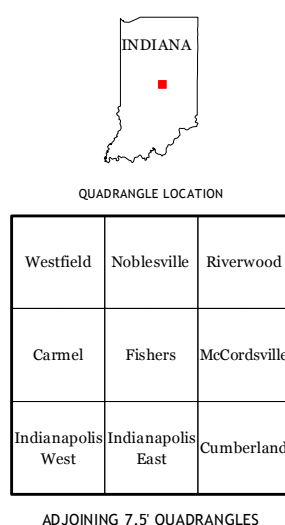 INDIANA
QUADRANGLE LOCATION
Westfield
Noblesville
Riverwood
Carmel
Fishers
McCordsville
Indianapolis
West
Indianapolis
East
Cumberland
ADJOINING 7.5' QUADRANGLES